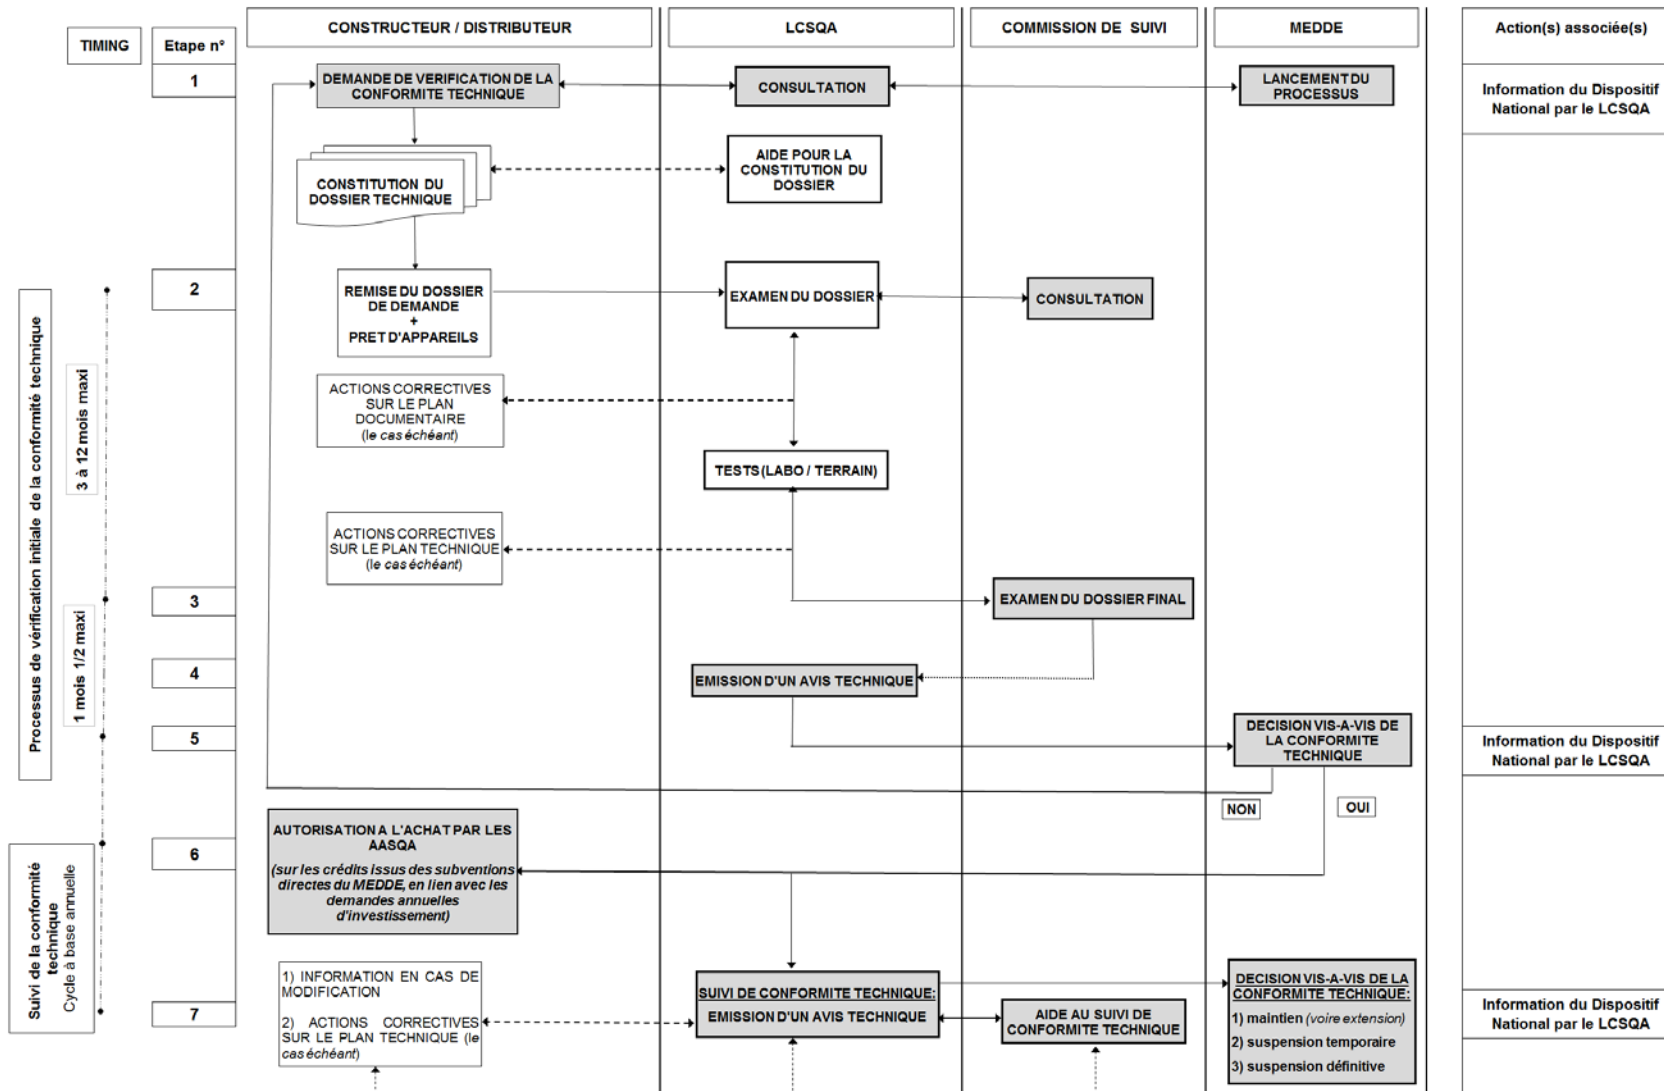 TIMING
Etape n°
CONSTRUCTEUR / DISTRIBUTEUR
LCSQA
COMMISSION DE SUIVI
MEDDE
Action(s) associée(s)
1
DEMANDE DE VERIFICATION DE LA
CONFORMITE TECHNIQUE
CONSULTATION
LANCEMENT DU
PROCESSUS
Information du Dispositif
National par le LCSQA
CONSTITUTION DU
DOSSIER TECHNIQUE
AIDE POUR LA
CONSTITUTION DU
DOSSIER
2
REMISE DU DOSSIER
DE DEMANDE
+
PRET D'APPAREILS
EXAMEN DU DOSSIER
CONSULTATION
Processus de vérification initiale de la conformité technique
3 à 12 mois maxi
ACTIONS CORRECTIVES
SUR LE PLAN
DOCUMENTAIRE
(le cas échéant)
TESTS (LABO / TERRAIN)
ACTIONS CORRECTIVES
SUR LE PLAN TECHNIQUE
(le cas échéant)
3
EXAMEN DU DOSSIER FINAL
1 mois 1/2 maxi
4
EMISSION D'UN AVIS TECHNIQUE
5
DECISION VIS-A-VIS DE
LA CONFORMITE
TECHNIQUE
Information du Dispositif
National par le LCSQA
NON
OUI
6
AUTORISATION A L'ACHAT PAR LES
AASQA
(sur les crédits issus des subventions
directes du MEDDE, en lien avec les
demandes annuelles
d'investissement)
Suivi de la conformité
technique
Cycle à base annuelle
7
1) INFORMATION EN CAS DE
MODIFICATION
2) ACTIONS CORRECTIVES
SUR LE PLAN TECHNIQUE (le
cas échéant)
SUIVI DE CONFORMITE TECHNIQUE:
EMISSION D'UN AVIS TECHNIQUE
AIDE AU SUIVI DE
CONFORMITE TECHNIQUE
DECISION VIS-A-VIS DE LA
CONFORMITE TECHNIQUE:
1) maintien (voire extension)
2) suspension temporaire
3) suspension définitive
Information du Dispositif
National par le LCSQA